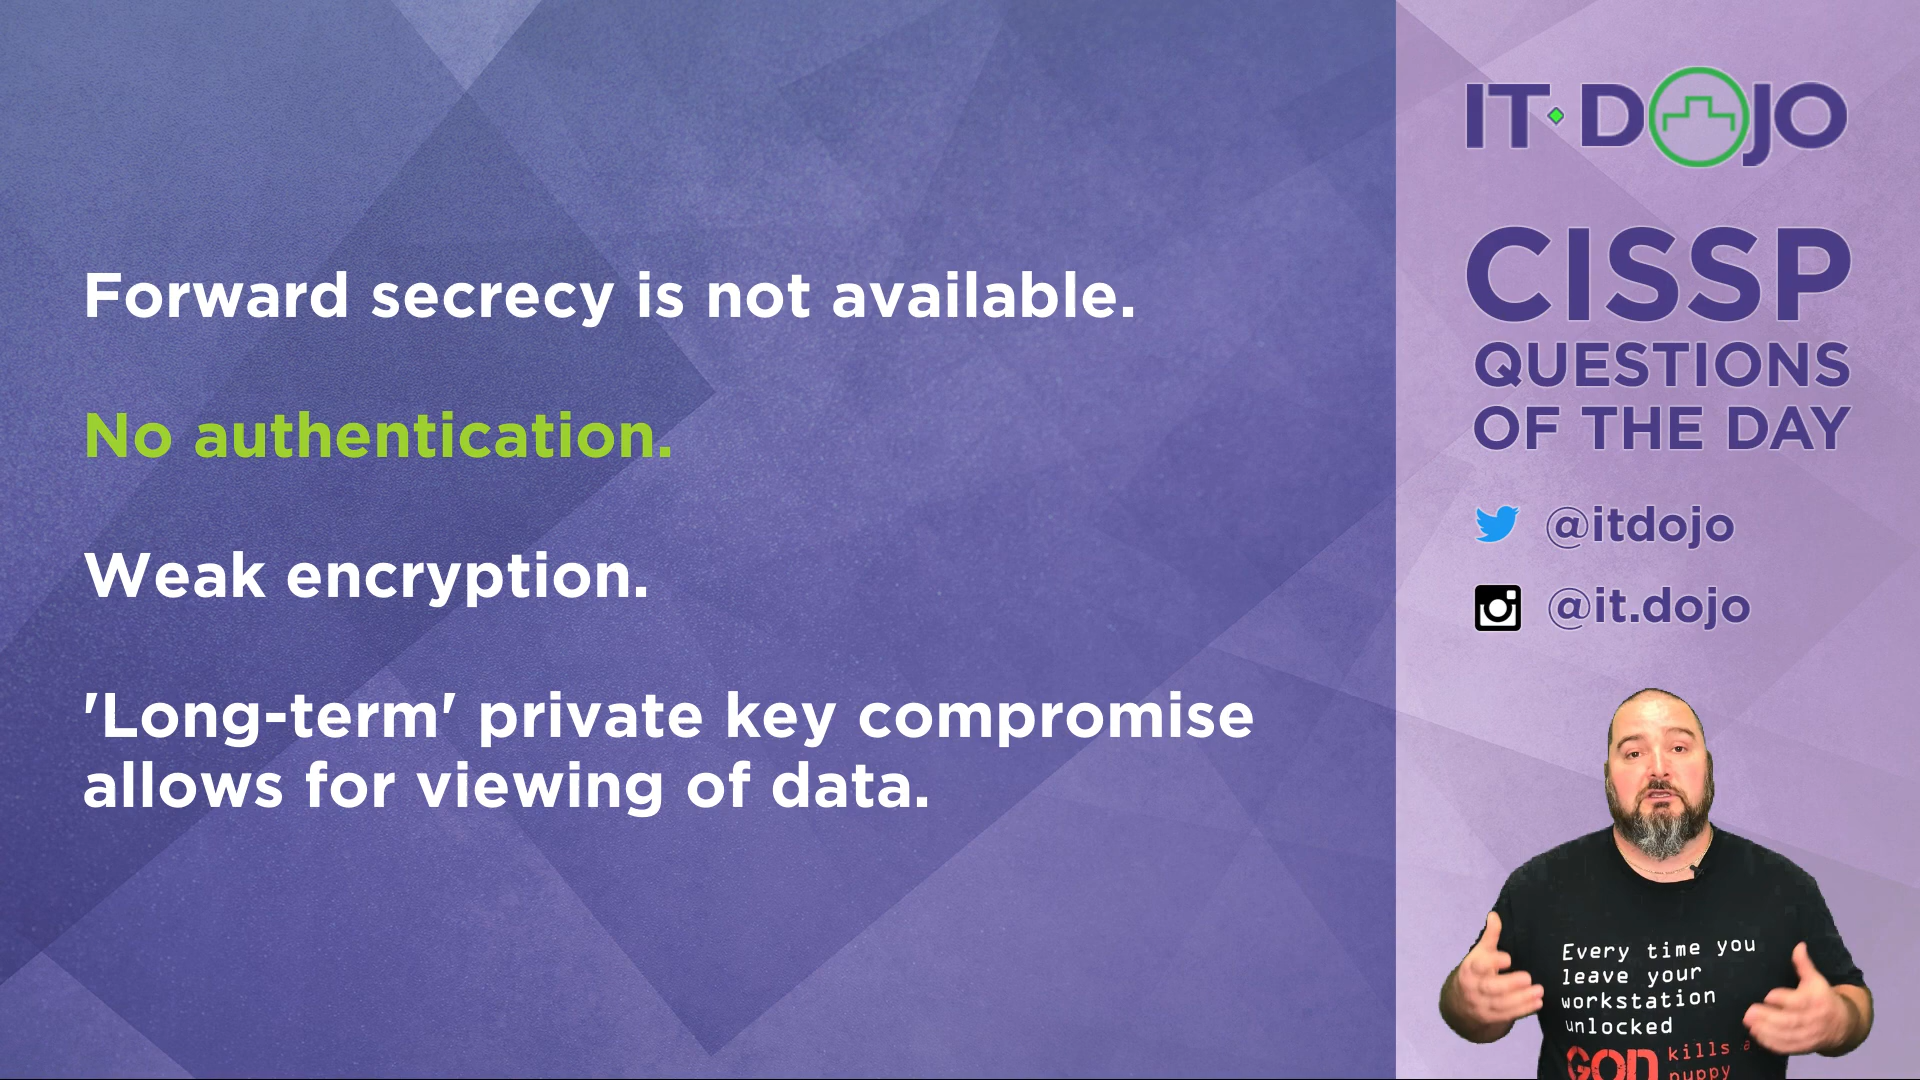 Forward secrecy is not available.
No authentication.
Weak encryption.
'Long-term' private key compromise
allows for viewing of data.
IT DOJO
CISSP
QUESTIONS
OF THE DAY
@itdojo
@it.dojo
Every time you
leave your
workstation
unlocked
GOD kills a
puppy